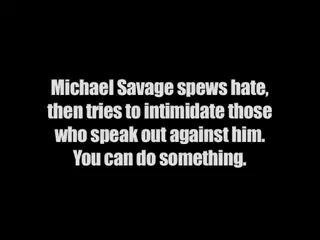 Michael Savage spews hate,
then tries to intimidate those
who speak out against him.
You can do something.